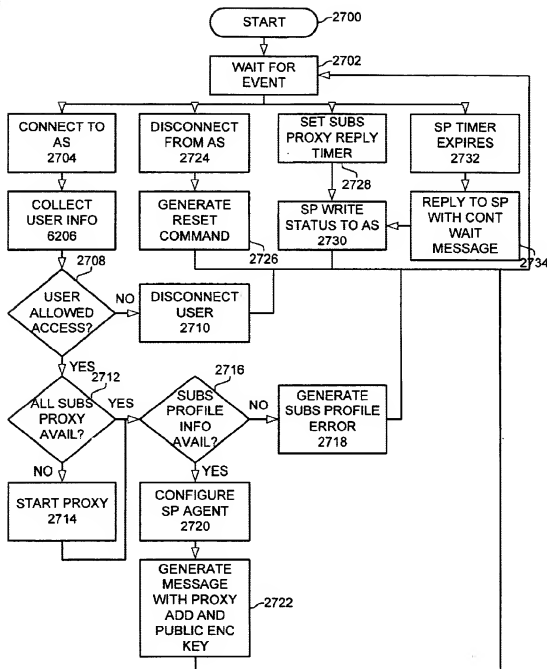 START
2700
2702
WAIT FOR
EVENT
CONNECT TO
AS
2704
DISCONNECT
FROM AS
2724
SET SUBS
PROXY REPLY
TIMER
SP TIMER
EXPIRES
2732
2728
COLLECT
USER INFO
6206
GENERATE
RESET
COMMAND
2726
SP WRITE
STATUS TO AS
2730
REPLY TO SP
WITH CONT
WAIT
MESSAGE
2734
2708
USER
ALLOWED
ACCESS?
NO
DISCONNECT
USER
2710
YES
2712
ALL SUBS
PROXY
AVAIL?
YES
2716
SUBS
PROFILE
INFO
AVAIL?
NO
GENERATE
SUBS PROFILE
ERROR
2718
NO
YES
START PROXY
2714
CONFIGURE
SP AGENT
2720
GENERATE
MESSAGE
WITH PROXY
ADD AND
PUBLIC ENC
KEY
2722